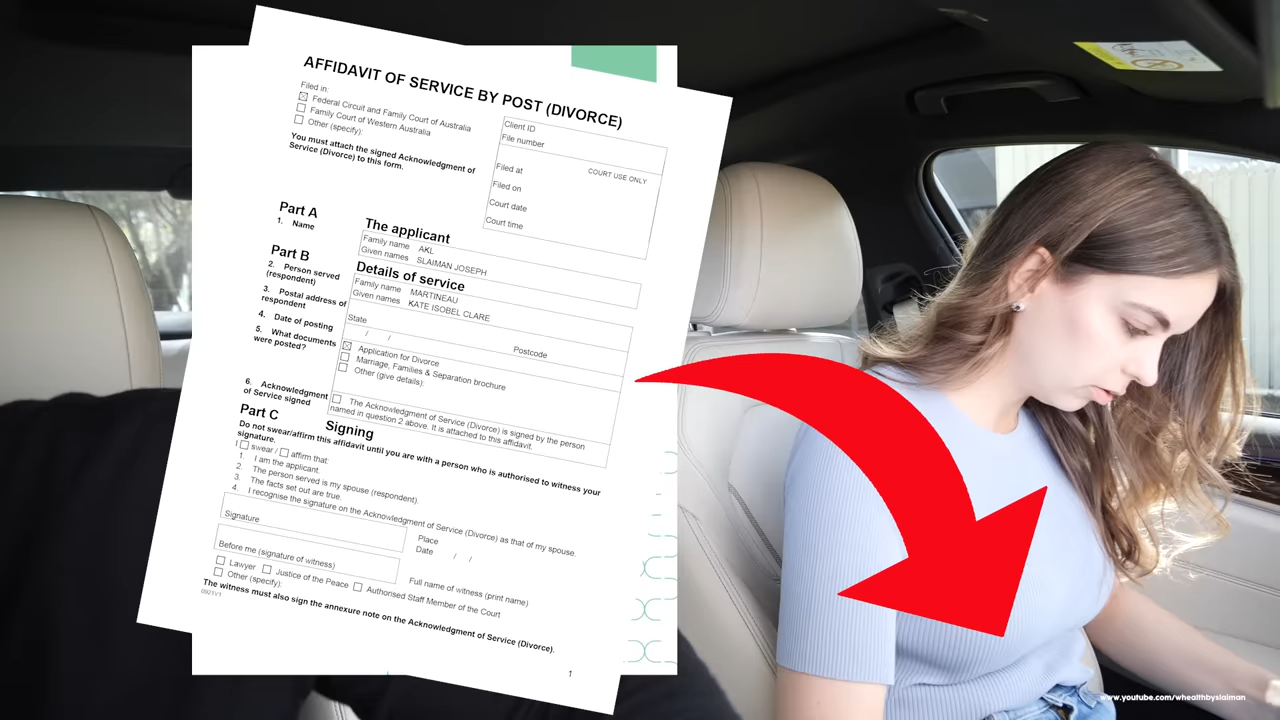 AFFIDAVIT OF SERVICE BY POST (DIVORCE)
Filed in:
Federal Circuit and Family Court of Australia
Family Court of Western Australia
Other (specify):
You must attach the signed Acknowledgment of
Service (Divorce) to this form.
Client ID
File number
COURT USE ONLY
Filed at
Filed on
Court date
Court time
Part A
The applicant
1. Name
Family name AKL
Given names SLAIMAN JOSEPH
Part B
Details of service
2. Person served
(respondent)
Family name MARTINEAU
Given names KATE ISOBEL CLARE
3. Postal address of
respondent
State
Postcode
4. Date of posting
/ /
5. What documents
were posted?
Application for Divorce
Marriage, Families & Separation brochure
Other (give details):
6. Acknowledgment
of Service signed
The Acknowledgment of Service (Divorce) is signed by the person
named in question 2 above. It is attached to this affidavit.
Part C
Signing
Do not swear/affirm this affidavit until you are with a person who is authorised to witness your
signature.
I swear / affirm that:
1. I am the applicant.
2. The person served is my spouse (respondent).
3. The facts set out are true.
4. I recognise the signature on the Acknowledgment of Service (Divorce) as that of my spouse.
Signature
Place
Date / /
Before me (signature of witness)
Full name of witness (print name)
Lawyer Justice of the Peace Authorised Staff Member of the Court
Other (specify):
The witness must also sign the annexure note on the Acknowledgment of Service (Divorce).
0921V1
1
www.youtube.com/whealthbyslaiman